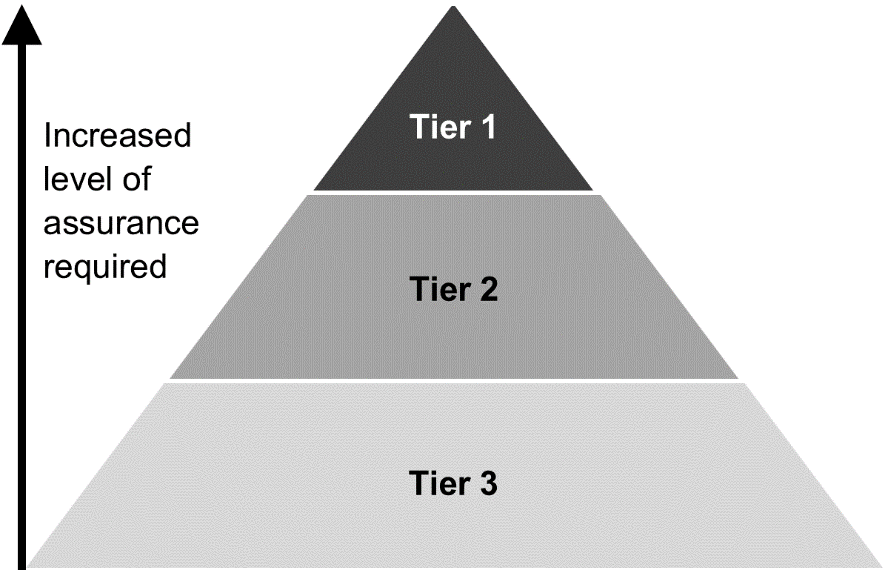 Increased
level of
assurance
required
Tier 1
Tier 2
Tier 3